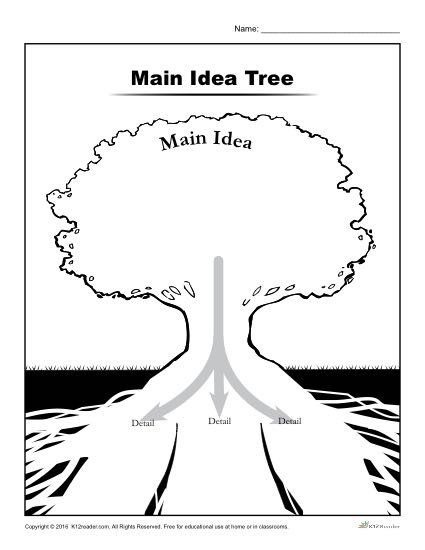 Name: ______________________________
Main Idea Tree
Main Idea
Detail Detail Detail
Copyright © 2016 K12reader.com. All Rights Reserved. Free for educational use at home or in classrooms.
K12Reader